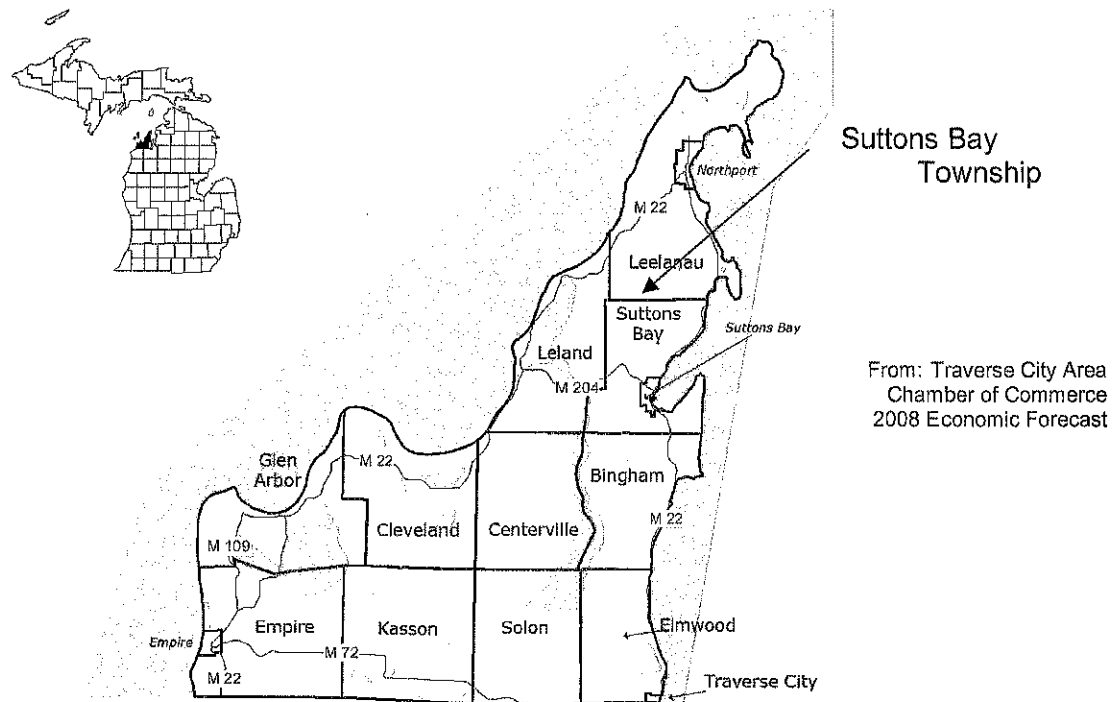 Suttons Bay
Township
Northport
M 22
Leelanau
Suttons
Bay
Suttons Bay
Leland
M 204
From: Traverse City Area
Chamber of Commerce
2008 Economic Forecast
Glen
Arbor
M 22
Bingham
Cleveland
Centerville
M 22
M 109
Empire
Empire
Kasson
Solon
Elmwood
M 72
M 22
Traverse City